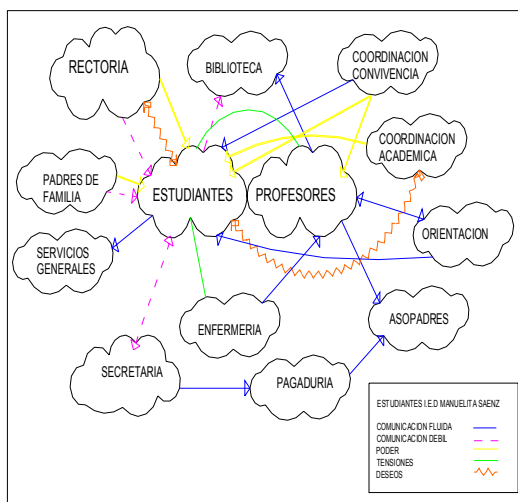 RECTORIA
BIBLIOTECA
COORDINACION
CONVIVENCIA
COORDINACION
ACADEMICA
PADRES DE
FAMILIA
ESTUDIANTES
PROFESORES
SERVICIOS
GENERALES
ORIENTACION
ENFERMERIA
ASOPADRES
SECRETARIA
PAGADURIA
ESTUDIANTES I.E.D MANUELITA SAENZ
COMUNICACION FLUIDA
COMUNICACION DEBIL
PODER
TENSIONES
DESEOS